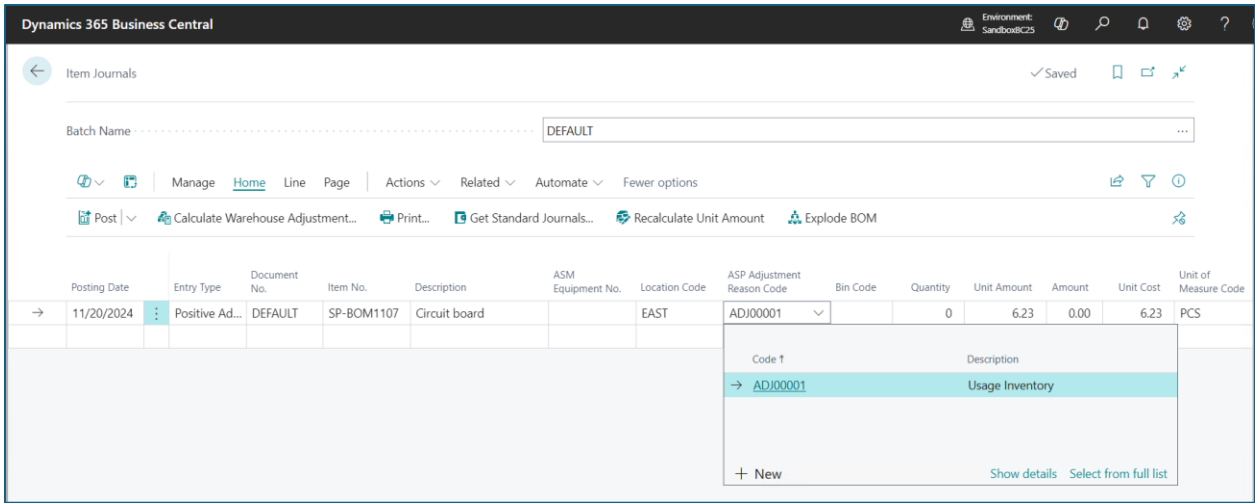 Dynamics 365 Business Central
Environment:
SandboxBC25
?
Item Journals
Saved
Batch Name
DEFAULT
...
Manage Home Line Page Actions Related Automate Fewer options
Post Calculate Warehouse Adjustment... Print... Get Standard Journals... Recalculate Unit Amount Explode BOM
Posting Date Entry Type Document No. Item No. Description ASM Equipment No. Location Code ASP Adjustment Reason Code Bin Code Quantity Unit Amount Amount Unit Cost Unit of Measure Code
→ 11/20/2024 Positive Ad... DEFAULT SP-BOM1107 Circuit board EAST ADJ00001 0 6.23 0.00 6.23 PCS
Code ↑ Description
→ ADJ00001 Usage Inventory
+ New Show details Select from full list